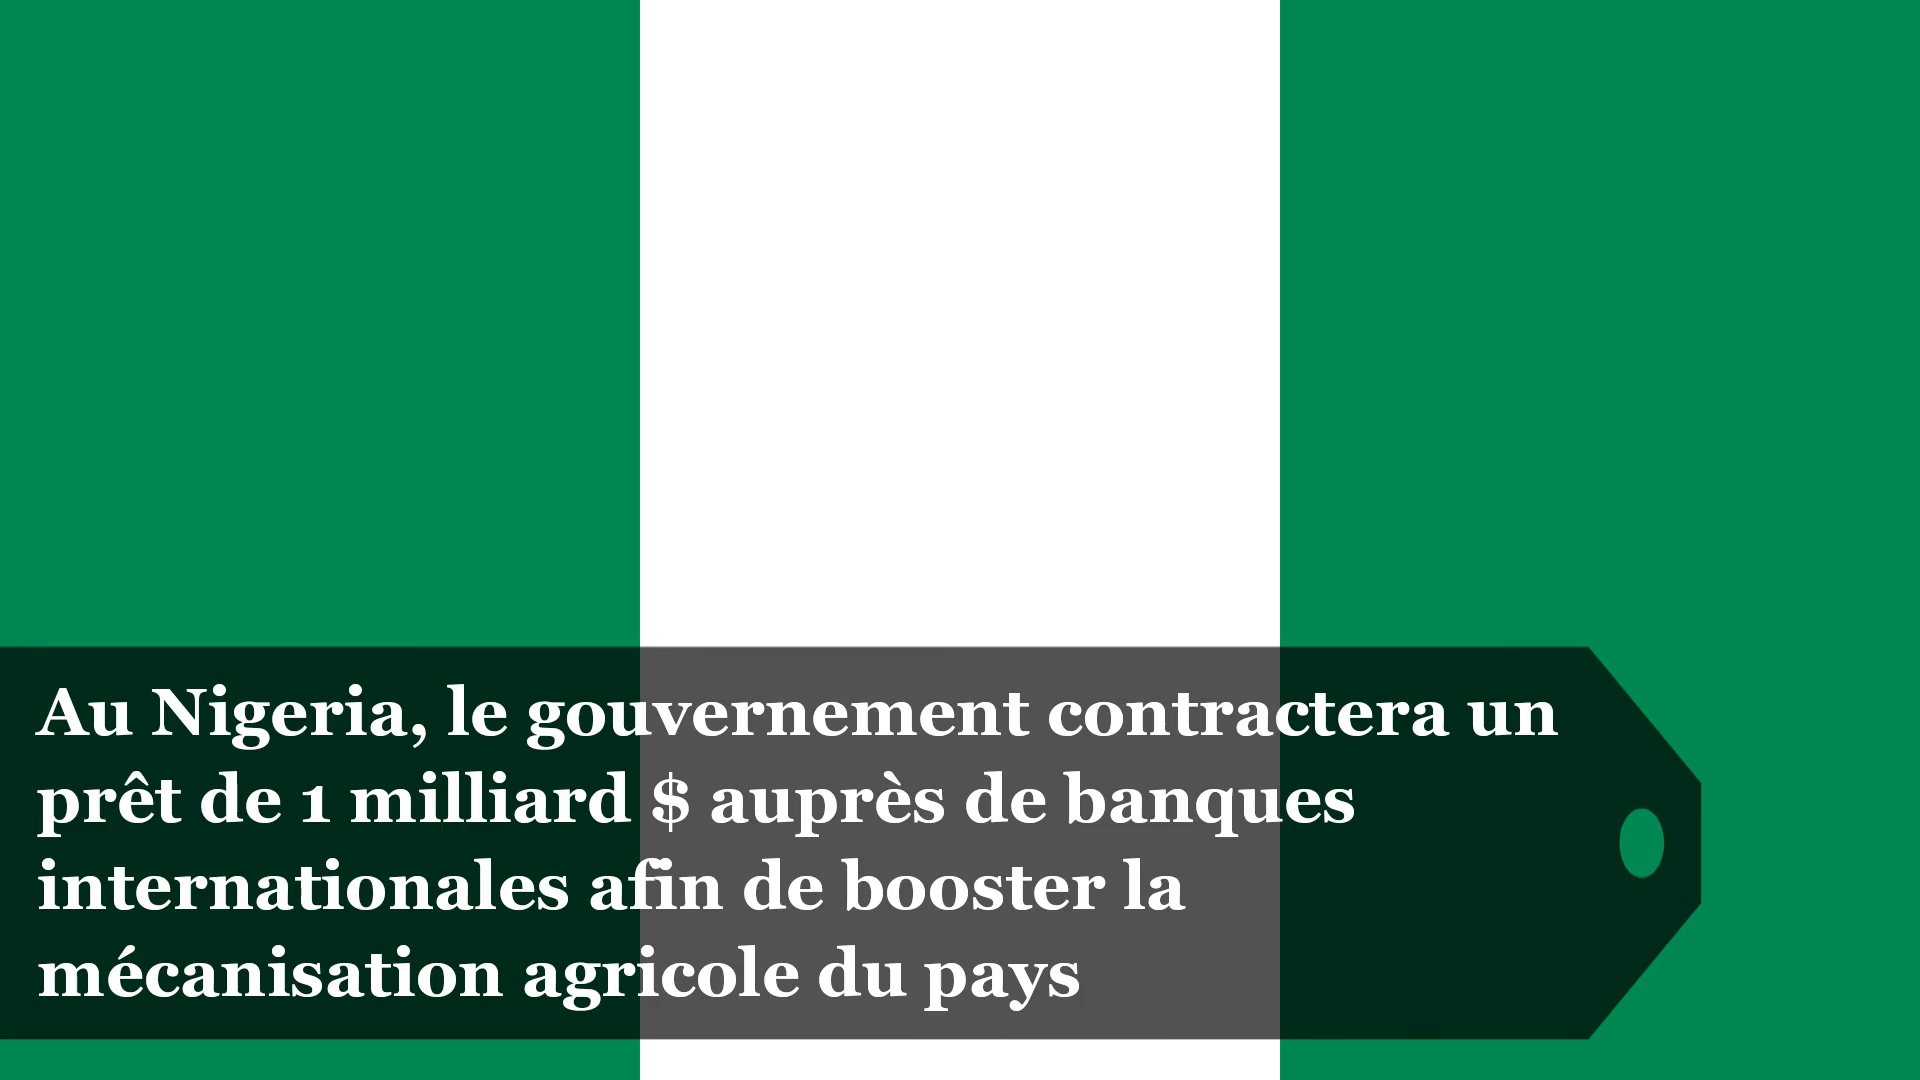 Au Nigeria, le gouvernement contractera un
prêt de 1 milliard $ auprès de banques
internationales afin de booster la
mécanisation agricole du pays